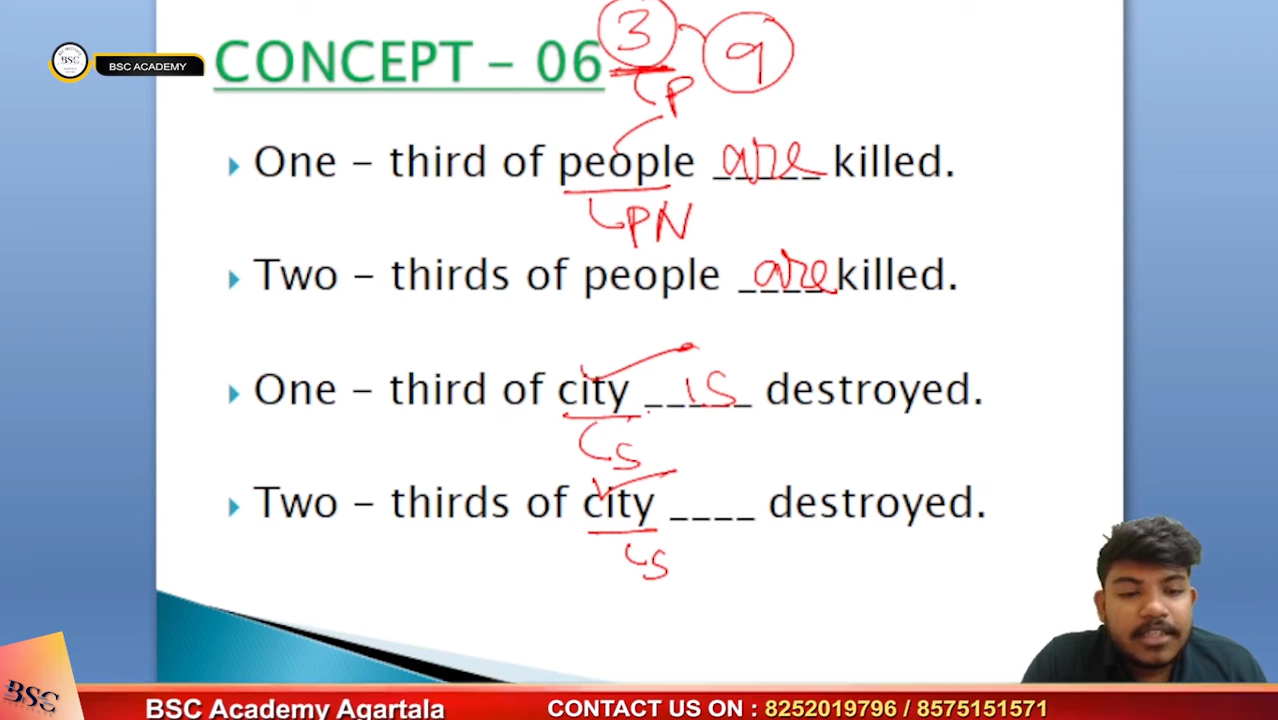 BSC
BSC ACADEMY
CONCEPT – 06
3 9
P
One – third of people are killed.
PN
Two – thirds of people are killed.
One – third of city is destroyed.
S
Two – thirds of city ____ destroyed.
S
BSC
BSC Academy Agartala
CONTACT US ON : 8252019796 / 8575151571